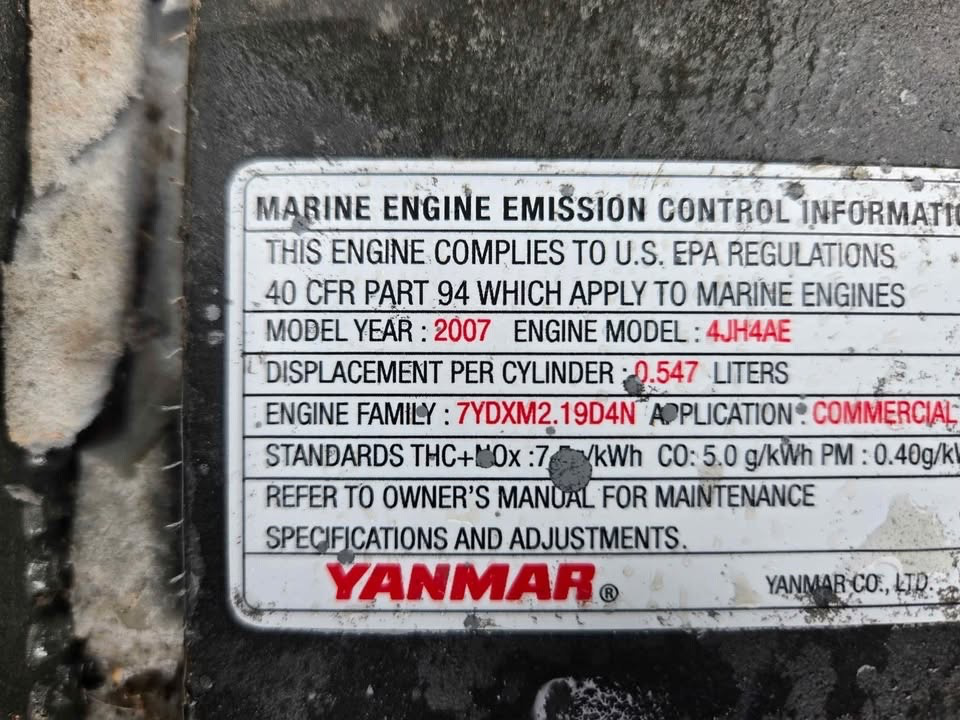 MARINE ENGINE EMISSION CONTROL INFORMATIO
THIS ENGINE COMPLIES TO U.S. EPA REGULATIONS
40 CFR PART 94 WHICH APPLY TO MARINE ENGINES
MODEL YEAR : 2007 ENGINE MODEL : 4JH4AE
DISPLACEMENT PER CYLINDER : 0.547 LITERS
ENGINE FAMILY : 7YDXM2.19D4N APPLICATION : COMMERCIAL
STANDARDS THC+NOx : CO: 5.0 g/kWh PM : 0.40g/kW
REFER TO OWNER'S MANUAL FOR MAINTENANCE
SPECIFICATIONS AND ADJUSTMENTS.
YANMAR® YANMAR CO., LTD.